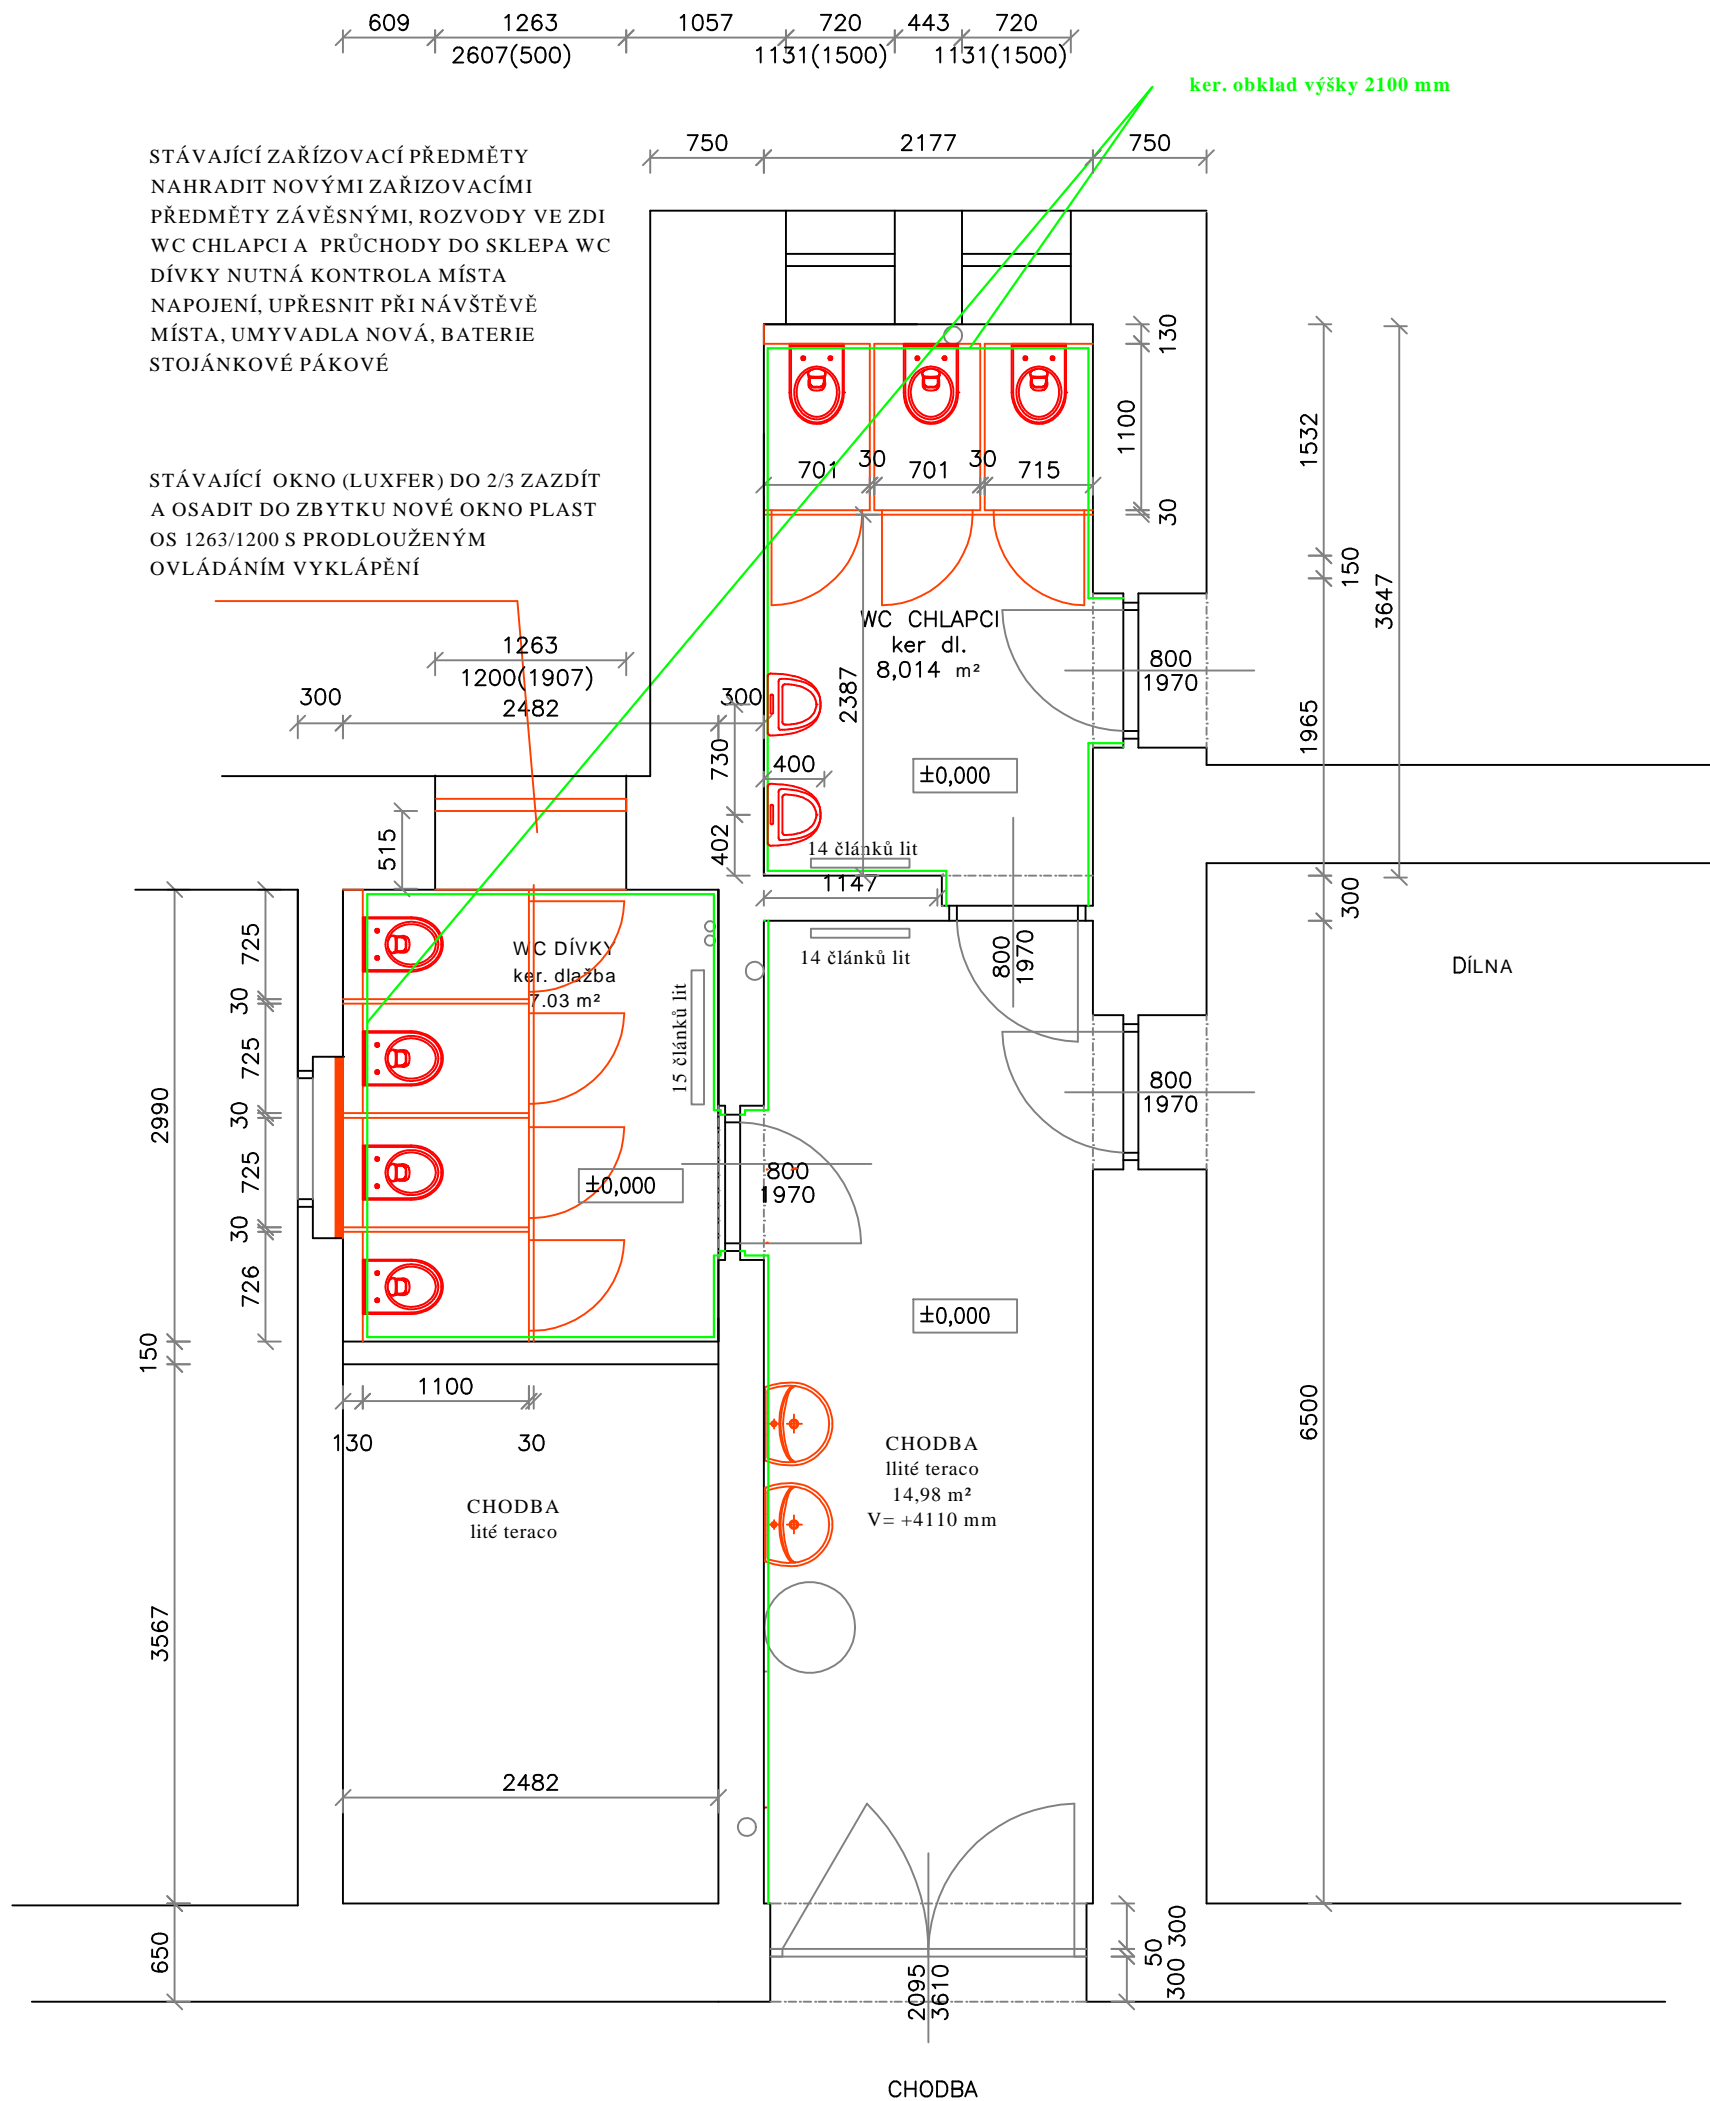 609 1263 1057 720 443 720
2607(500) 1131(1500) 1131(1500)
ker. obklad výšky 2100 mm
750 2177 750
STÁVAJÍCÍ ZAŘÍZOVACÍ PŘEDMĚTY
NAHRADIT NOVÝMI ZAŘIZOVACÍMI
PŘEDMĚTY ZÁVĚSNÝMI, ROZVODY VE ZDI
WC CHLAPCI A PRŮCHODY DO SKLEPA WC
DÍVKY NUTNÁ KONTROLA MÍSTA
NAPOJENÍ, UPŘESNIT PŘI NÁVŠTĚVĚ
MÍSTA, UMYVADLA NOVÁ, BATERIE
STOJÁNKOVÉ PÁKOVÉ
130
1100
30
1532
150
3647
1965
701 30 701 30 715
STÁVAJÍCÍ OKNO (LUXFER) DO 2/3 ZAZDÍT
A OSADIT DO ZBYTKU NOVÉ OKNO PLAST
OS 1263/1200 S PRODLOUŽENÝM
OVLÁDÁNÍM VYKLÁPĚNÍ
WC CHLAPCI
ker dl.
8,014 m²
2387
800
1970
1263
1200(1907)
300 2482 300
730
400
402
±0,000
515
14 článků lit
1147
300
14 článků lit
800
1970
DÍLNA
WC DÍVKY
ker. dlažba
7.03 m²
15 článků lit
725
30
725
30
725
30
726
2990
150
±0,000
800
1970
800
1970
±0,000
1100
130 30
6500
CHODBA
llité teraco
14,98 m²
V= +4110 mm
CHODBA
lité teraco
3567
2482
650
300
50
300
2095
3610
CHODBA